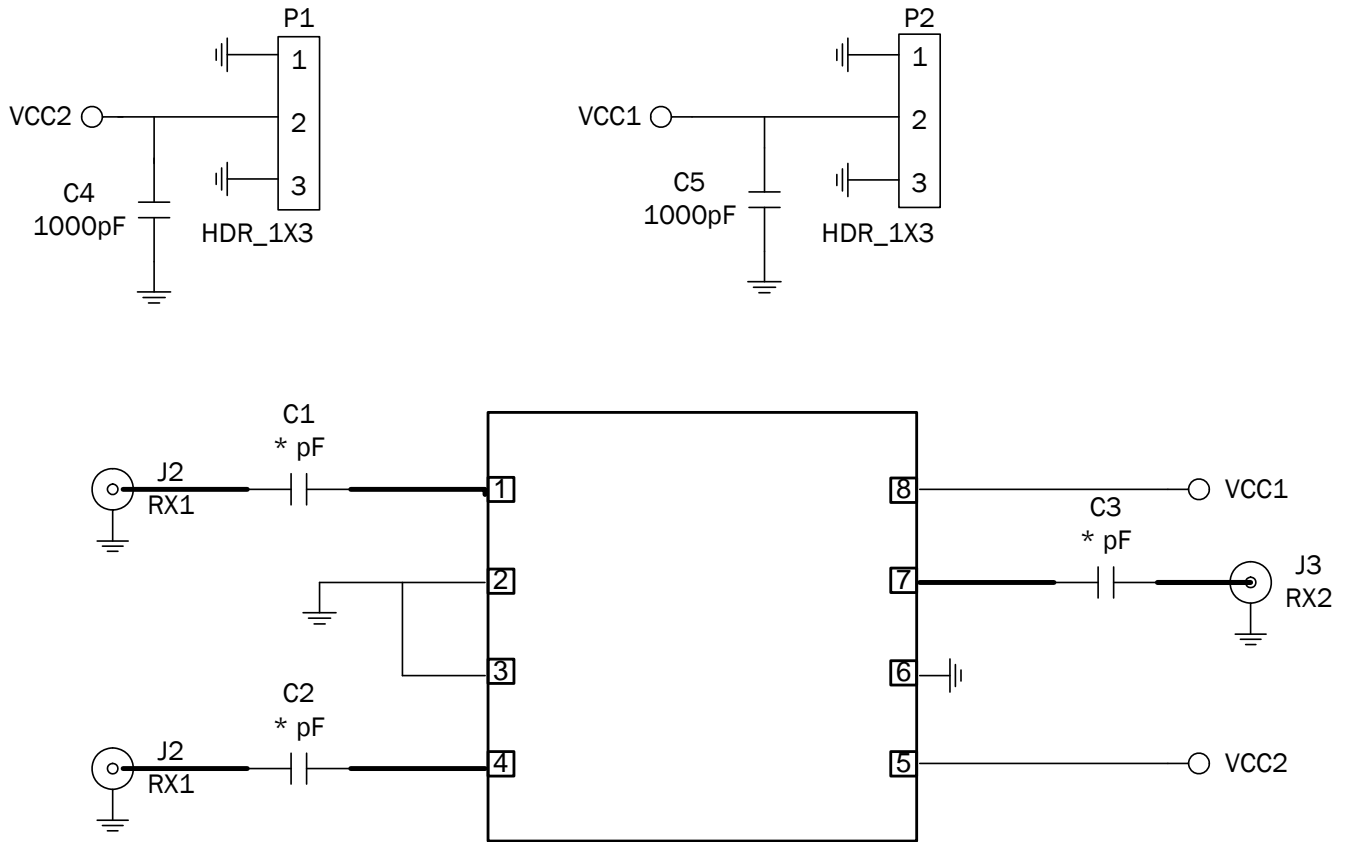 P1
1
VCC2
2
C4
3
1000pF
HDR_1X3
P2
1
VCC1
2
C5
3
1000pF
HDR_1X3
C1
* pF
J2
RX1
1
2
3
C2
* pF
J2
RX1
4
8
VCC1
C3
* pF
7
J3
RX2
6
5
VCC2